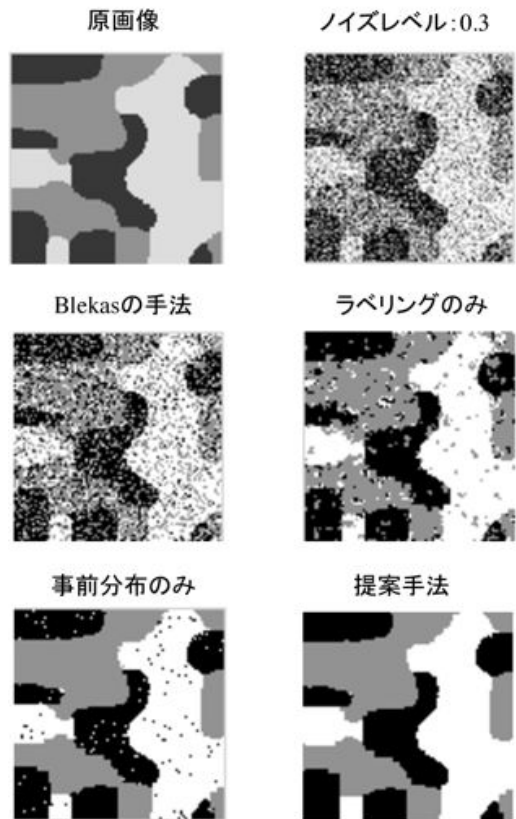 原画像
ノイズレベル:0.3
Blekasの手法
ラベリングのみ
事前分布のみ
提案手法